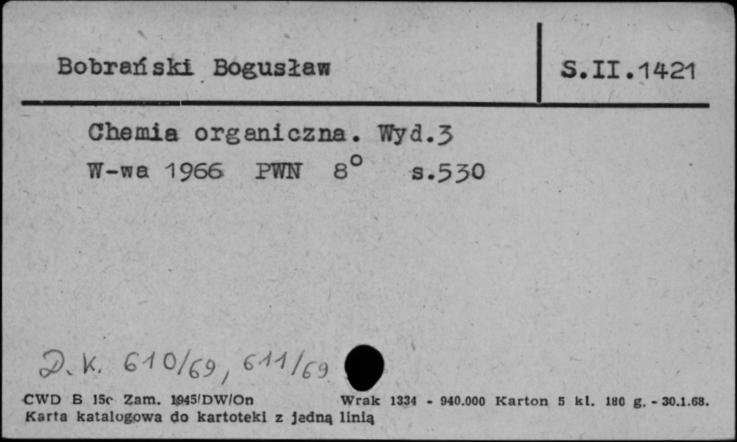 Bobrański Bogusław S.II.1421
Chemia organiczna. Wyd.3
W-wa 1966 PWN 8° s.530
D.K. 610/69, 611/69
CWD B 15c Zam. 1945/DW/On Wrak 1334 - 940.000 Karton 5 kl. 180 g. - 30.1.68.
Karta katalogowa do kartoteki z jedną linią